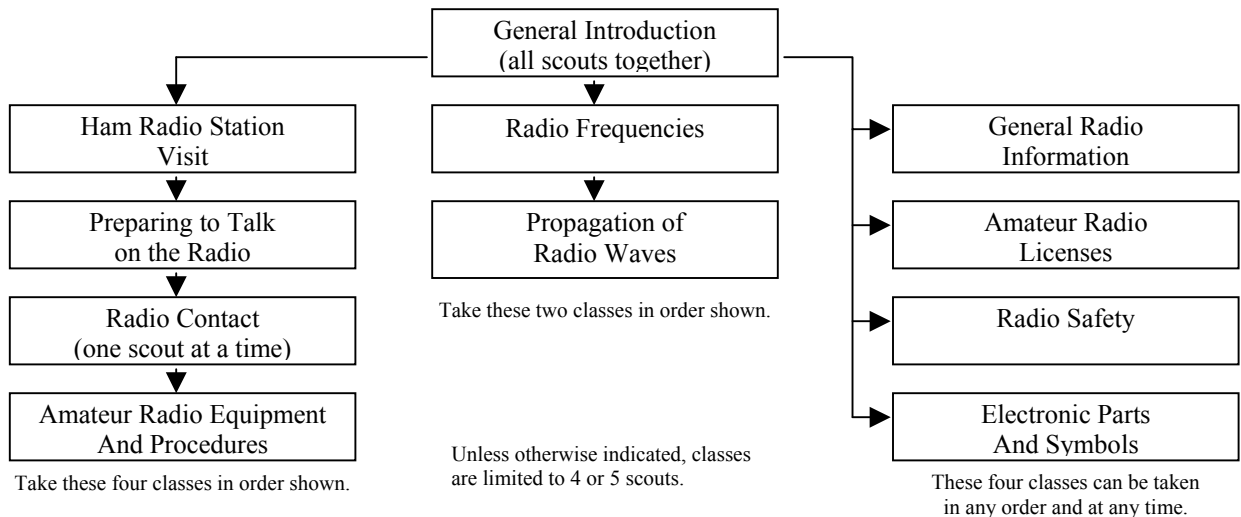 General Introduction
(all scouts together)
Ham Radio Station
Visit
Preparing to Talk
on the Radio
Radio Contact
(one scout at a time)
Amateur Radio Equipment
And Procedures
Take these four classes in order shown.
Radio Frequencies
Propagation of
Radio Waves
Take these two classes in order shown.
Unless otherwise indicated, classes
are limited to 4 or 5 scouts.
General Radio
Information
Amateur Radio
Licenses
Radio Safety
Electronic Parts
And Symbols
These four classes can be taken
in any order and at any time.